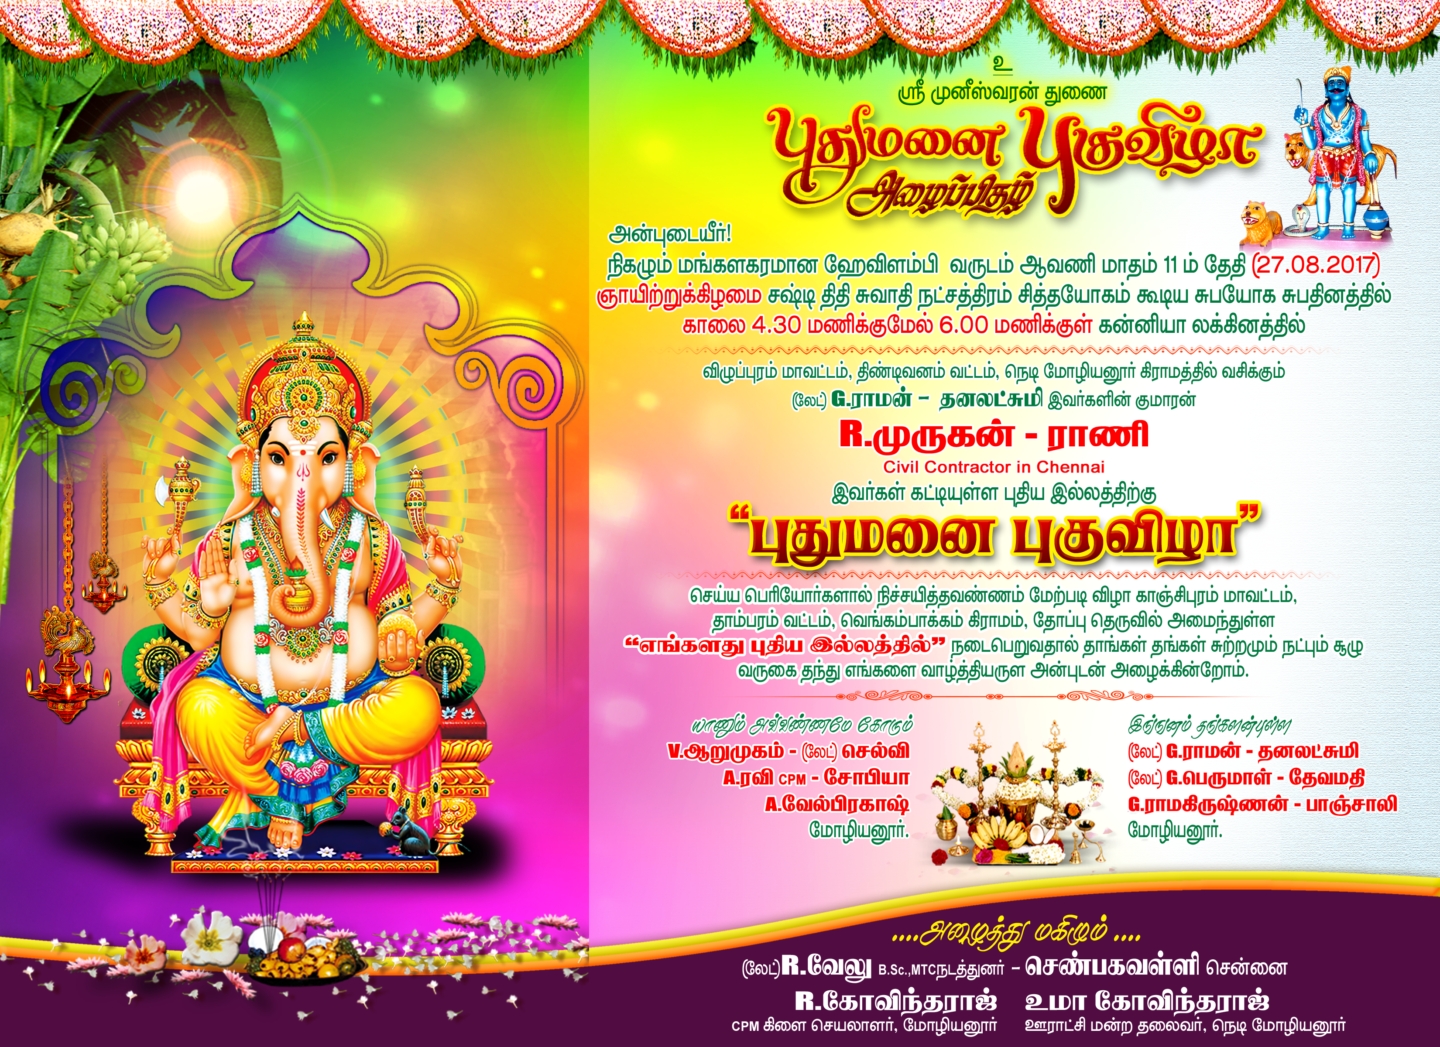 உ
ஸ்ரீ முனீஸ்வரன் துணை
புதுமனை புகுவிழா
அழைப்பிதழ்
அன்புடையீர்!
நிகழும் மங்களகரமான ஹேவிளம்பி வருடம் ஆவணி மாதம் 11 ம் தேதி (27.08.2017)
ஞாயிற்றுக்கிழமை சஷ்டி திதி சுவாதி நட்சத்திரம் சித்தயோகம் கூடிய சுபயோக சுபதினத்தில்
காலை 4.30 மணிக்குமேல் 6.00 மணிக்குள் கன்னியா லக்கினத்தில்
விழுப்புரம் மாவட்டம், திண்டிவனம் வட்டம், நெடி மோழியனூர் கிராமத்தில் வசிக்கும்
(லேட்) G.ராமன் – தனலட்சுமி இவர்களின் குமாரன்
R.முருகன் - ராணி
Civil Contractor in Chennai
இவர்கள் கட்டியுள்ள புதிய இல்லத்திற்கு
“புதுமனை புகுவிழா”
செய்ய பெரியோர்களால் நிச்சயித்தவண்ணம் மேற்படி விழா காஞ்சிபுரம் மாவட்டம்,
தாம்பரம் வட்டம், வெங்கம்பாக்கம் கிராமம், தோப்பு தெருவில் அமைந்துள்ள
“எங்களது புதிய இல்லத்தில்” நடைபெறுவதால் தாங்கள் தங்கள் சுற்றமும் நட்பும் சூழ
வருகை தந்து எங்களை வாழ்த்தியருள அன்புடன் அழைக்கின்றோம்.
யாணும் அவ்வண்ணமே கோரும்
V.ஆறுமுகம் - (லேட்) செல்வி
A.ரவி CPM - சோபியா
A.வேல்பிரகாஷ்
மோழியனூர்.
இங்ஙனம் தங்களன்புள்ள
(லேட்) G.ராமன் - தனலட்சுமி
(லேட்) G.பெருமாள் - தேவமதி
G.ராமகிருஷ்ணன் - பாஞ்சாலி
மோழியனூர்.
....அழைத்து மகிழும் ....
(லேட்)R.வேலு B.Sc.,MTCநடத்துனர் – செண்பகவள்ளி சென்னை
R.கோவிந்தராஜ் உமா கோவிந்தராஜ்
CPM கிளை செயலாளர், மோழியனூர் ஊராட்சி மன்ற தலைவர், நெடி மோழியனூர்